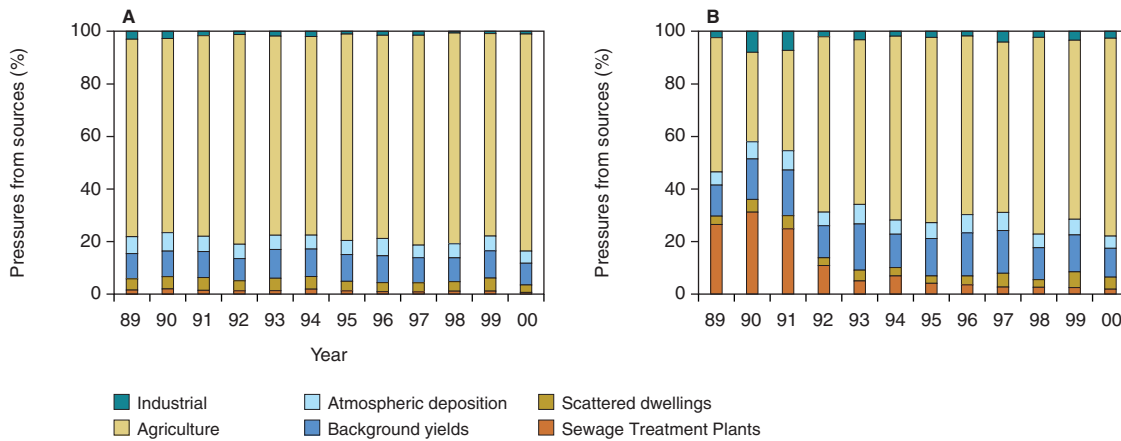 A
Pressures from sources (%)
100
80
60
40
20
0
89 90 91 92 93 94 95 96 97 98 99 00
Year
B
Pressures from sources (%)
100
80
60
40
20
0
89 90 91 92 93 94 95 96 97 98 99 00
Industrial
Atmospheric deposition
Scattered dwellings
Agriculture
Background yields
Sewage Treatment Plants